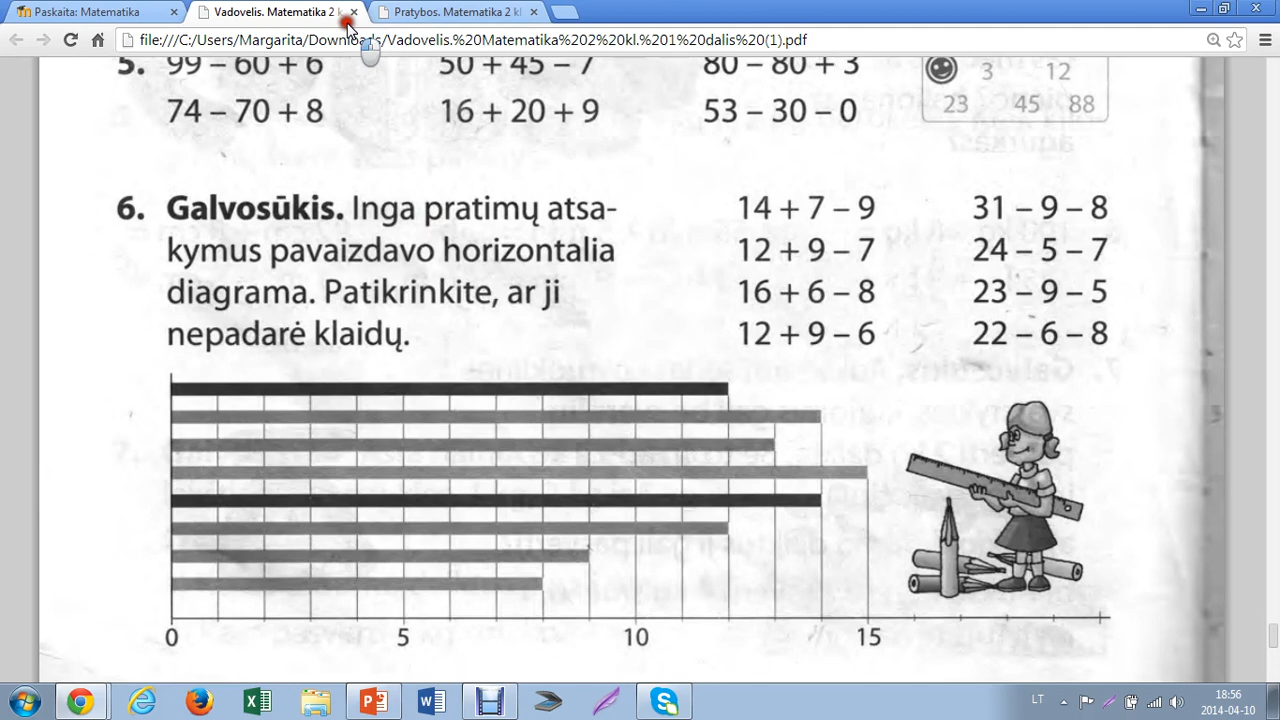 Paskaita: Matematika
Vadovelis. Matematika 2 k
Pratybos. Matematika 2 kl
file:///C:/Users/Margarita/Downloads/Vadovelis.%20Matematika%202%20kl.%201%20dalis%20(1).pdf
5. 99 – 60 + 6 50 + 45 – 7 80 – 80 + 3 3 12
74 – 70 + 8 16 + 20 + 9 53 – 30 – 0 23 45 88
6. Galvosūkis. Inga pratimų atsa- 14 + 7 – 9 31 – 9 – 8
kymus pavaizdavo horizontalia 12 + 9 – 7 24 – 5 – 7
diagrama. Patikrinkite, ar ji 16 + 6 – 8 23 – 9 – 5
nepadarė klaidų. 12 + 9 – 6 22 – 6 – 8
0 5 10 15
LT 18:56
2014-04-10